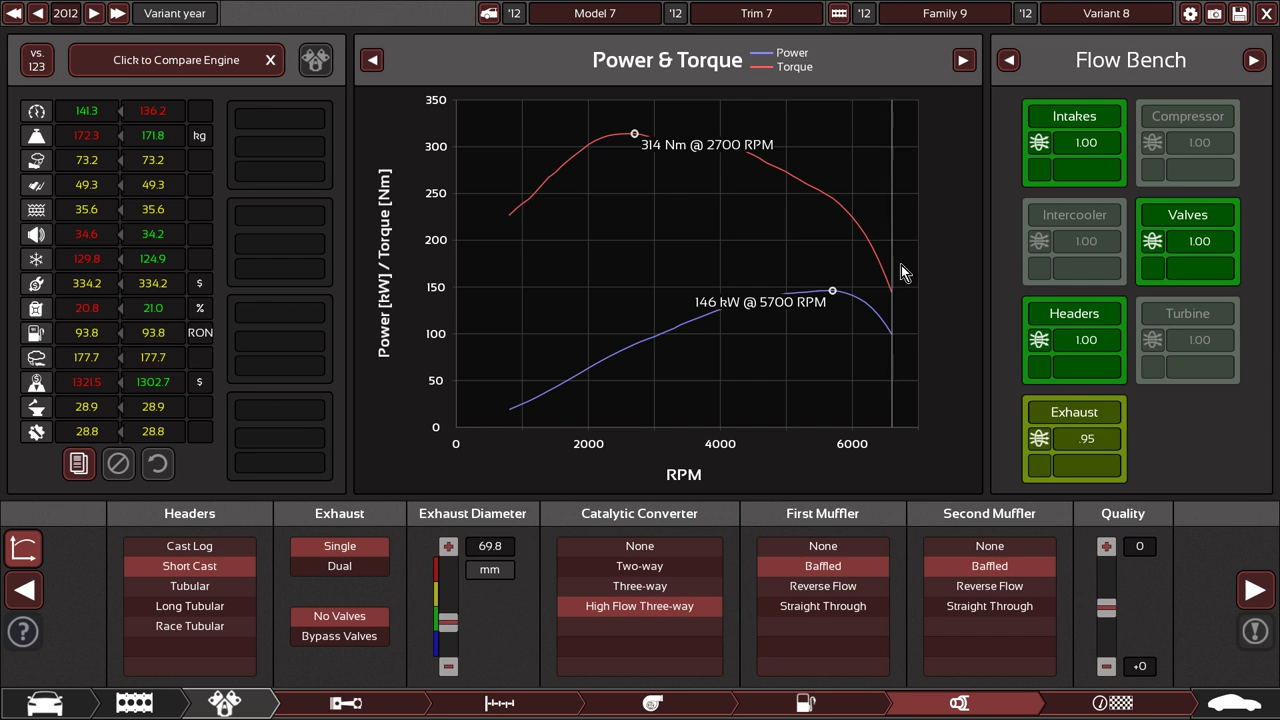 2012
Variant year
'12
Model 7
'12
Trim 7
'12
Family 9
'12
Variant 8
vs.
123
Click to Compare Engine X
141.3 136.2
172.3 171.8 kg
73.2 73.2
49.3 49.3
35.6 35.6
34.6 34.2
129.8 124.9
334.2 334.2 $
20.8 21.0 %
93.8 93.8 RON
177.7 177.7
1321.5 1302.7 $
28.9 28.9
28.8 28.8
Power & Torque
Power
Torque
Power [kW] / Torque [Nm]
350
300
250
200
150
100
50
0
314 Nm @ 2700 RPM
146 kW @ 5700 RPM
0 2000 4000 6000
RPM
Flow Bench
Intakes
1.00
Compressor
1.00
Intercooler
1.00
Valves
1.00
Headers
1.00
Turbine
1.00
Exhaust
.95
Headers
Cast Log
Short Cast
Tubular
Long Tubular
Race Tubular
Exhaust
Single
Dual
No Valves
Bypass Valves
Exhaust Diameter
69.8
mm
Catalytic Converter
None
Two-way
Three-way
High Flow Three-way
First Muffler
None
Baffled
Reverse Flow
Straight Through
Second Muffler
None
Baffled
Reverse Flow
Straight Through
Quality
0
+0